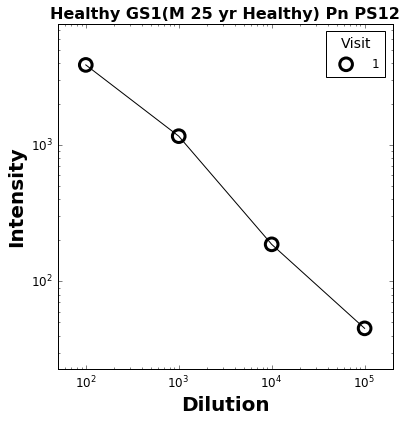 Healthy GS1(M 25 yr Healthy) Pn PS12
Visit
1
10³
10²
Intensity
10² 10³ 10⁴ 10⁵
Dilution